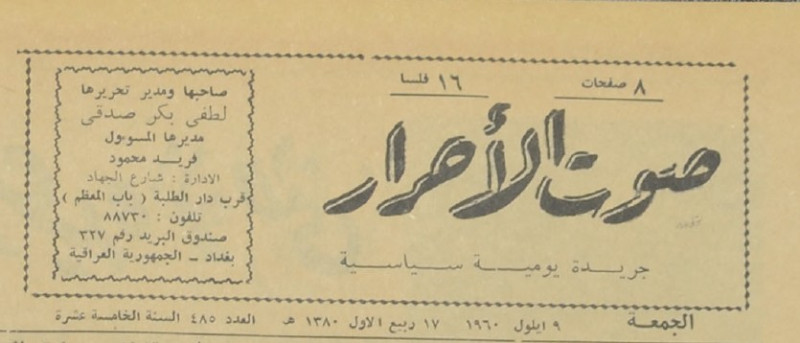 ٨ صفحات
١٦ فلسا
صوت الأحرار
جريدة يومية سياسية
صاحبها ومدير تحريرها
لطفي بكر صدقي
مديرها المسؤول
فريد محمود
الادارة : شارع الجهاد
قرب دار الطلبة ( باب المعظم )
تلفون : ٨٨٧٣٠
صندوق البريد رقم ٣٢٧
بغداد - الجمهورية العراقية
الجمعة ٩ ايلول ١٩٦٠ ١٧ ربيع الاول ١٣٨٠ هـ العدد ٤٨٥ السنة الخامسة عشرة